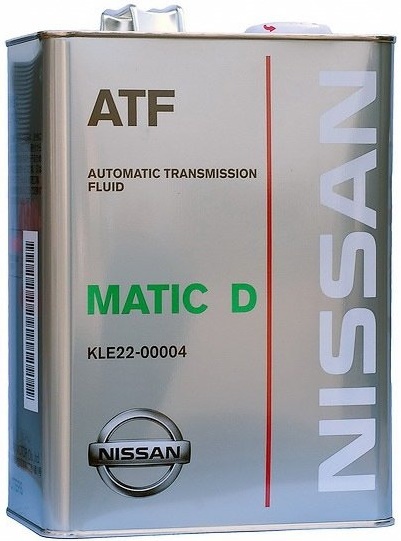 ATF
AUTOMATIC TRANSMISSION
FLUID
MATIC D
KLE22-00004
NISSAN
NISSAN